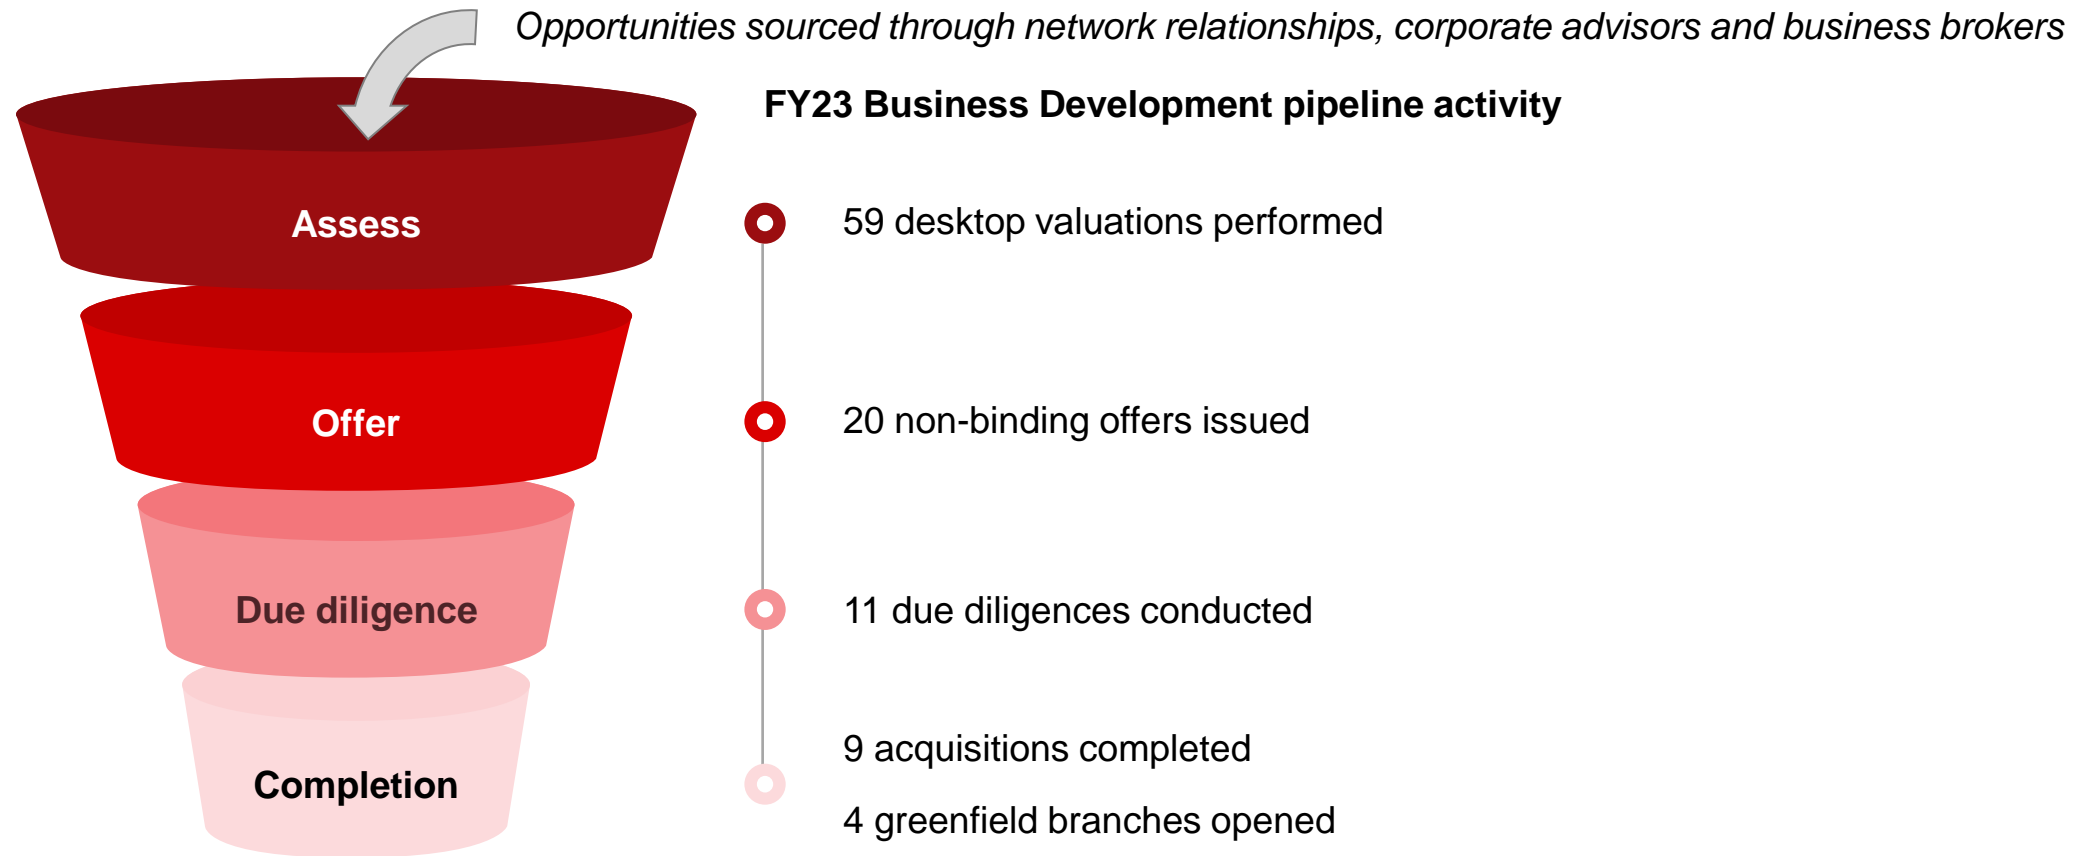 Opportunities sourced through network relationships, corporate advisors and business brokers
FY23 Business Development pipeline activity
Assess
59 desktop valuations performed
Offer
20 non-binding offers issued
Due diligence
11 due diligences conducted
9 acquisitions completed
Completion
4 greenfield branches opened